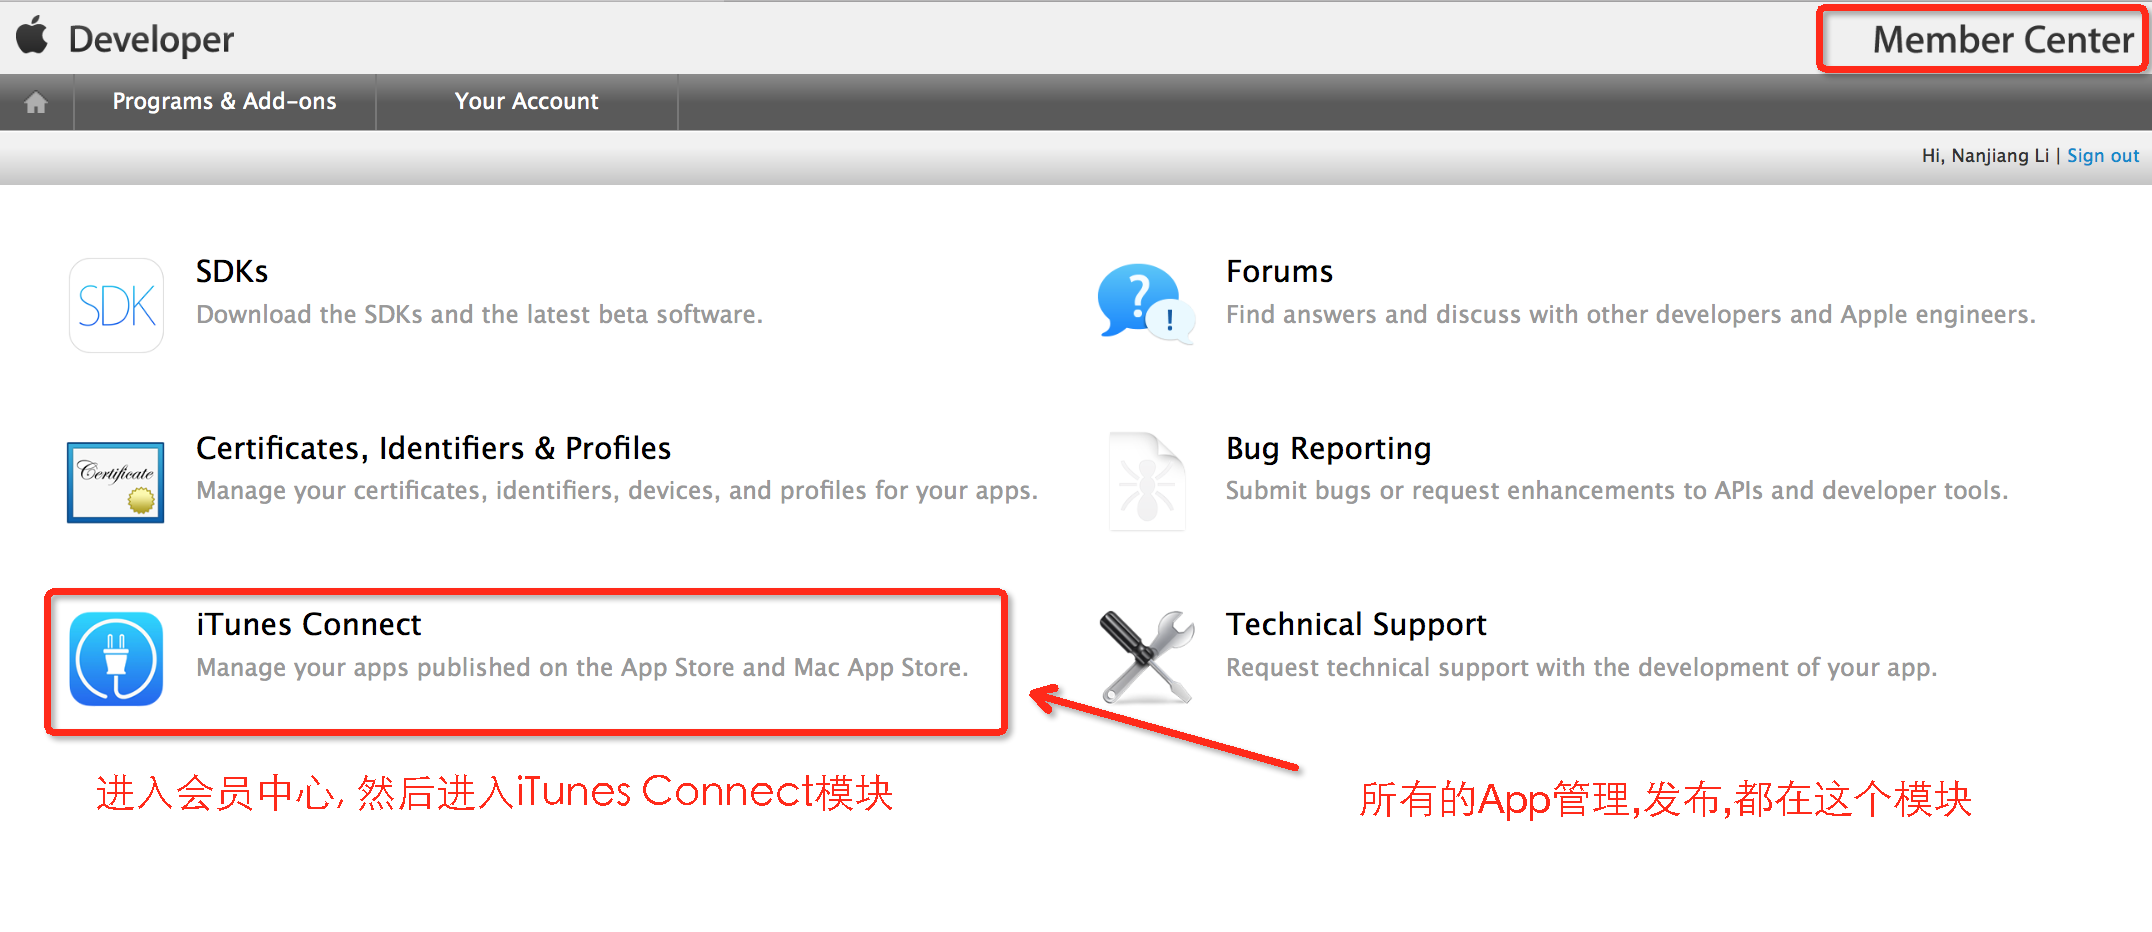 Developer
Member Center
Programs & Add-ons
Your Account
Hi, Nanjiang Li | Sign out
SDK
SDKs
Download the SDKs and the latest beta software.
?
!
Forums
Find answers and discuss with other developers and Apple engineers.
Certificate
Certificates, Identifiers & Profiles
Manage your certificates, identifiers, devices, and profiles for your apps.
Bug Reporting
Submit bugs or request enhancements to APIs and developer tools.
iTunes Connect
Manage your apps published on the App Store and Mac App Store.
Technical Support
Request technical support with the development of your app.
进入会员中心, 然后进入iTunes Connect模块
所有的App管理,发布,都在这个模块